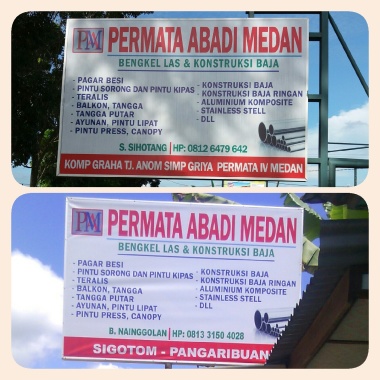 PM PERMATA ABADI MEDAN
BENGKEL LAS & KONSTRUKSI BAJA
- PAGAR BESI
- PINTU SORONG DAN PINTU KIPAS
- TERALIS
- BALKON, TANGGA
- TANGGA PUTAR
- AYUNAN, PINTU LIPAT
- PINTU PRESS, CANOPY
- KONSTRUKSI BAJA
- KONSTRUKSI BAJA RINGAN
- ALUMINIUM KOMPOSITE
- STAINLESS STELL
- DLL
S. SIHOTANG | HP: 0812 6479 642
KOMP GRAHA TJ. ANOM SIMP GRIYA PERMATA IV MEDAN
PM PERMATA ABADI MEDAN
BENGKEL LAS & KONSTRUKSI BAJA
- PAGAR BESI
- PINTU SORONG DAN PINTU KIPAS
- TERALIS
- BALKON, TANGGA
- TANGGA PUTAR
- AYUNAN, PINTU LIPAT
- PINTU PRESS, CANOPY
- KONSTRUKSI BAJA
- KONSTRUKSI BAJA RINGAN
- ALUMINIUM KOMPOSITE
- STAINLESS STELL
- DLL
B. NAINGGOLAN | HP: 0813 3150 4028
SIGOTOM - PANGARIBUAN